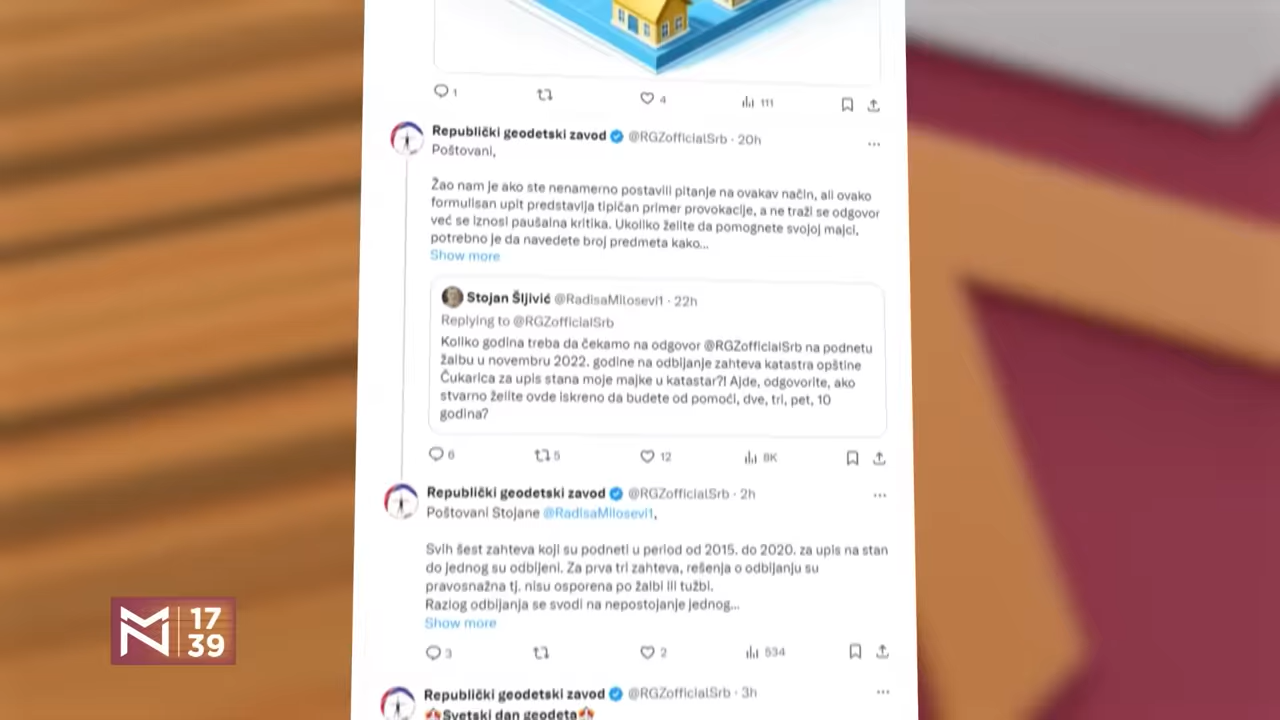 1
4
111
Republički geodetski zavod @RGZofficialSrb · 20h
Poštovani,
Žao nam je ako ste nenamerno postavili pitanje na ovakav način, ali ovako
formulisan upit predstavlja tipičan primer provokacije, a ne traži se odgovor
već se iznosi paušalna kritika. Ukoliko želite da pomognete svojoj majci,
potrebno je da navedete broj predmeta kako...
Show more
Stojan Šljivić @RadisaMilosevi1 · 22h
Replying to @RGZofficialSrb
Koliko godina treba da čekamo na odgovor @RGZofficialSrb na podnetu
žalbu u novembru 2022. godine na odbijanje zahteva katastra opštine
Čukarica za upis stana moje majke u katastar?! Ajde, odgovorite, ako
stvarno želite ovde iskreno da budete od pomoći, dve, tri, pet, 10
godina?
6
5
12
8K
Republički geodetski zavod @RGZofficialSrb · 2h
Poštovani Stojane @RadisaMilosevi1,
Svih šest zahteva koji su podneti u period od 2015. do 2020. za upis na stan
do jednog su odbijeni. Za prva tri zahteva, rešenja o odbijanju su
pravosnažna tj. nisu osporena po žalbi ili tužbi.
Razlog odbijanja se svodi na nepostojanje jednog...
Show more
3
2
534
Republički geodetski zavod @RGZofficialSrb · 3h
Svetski dan geodeta
17
39